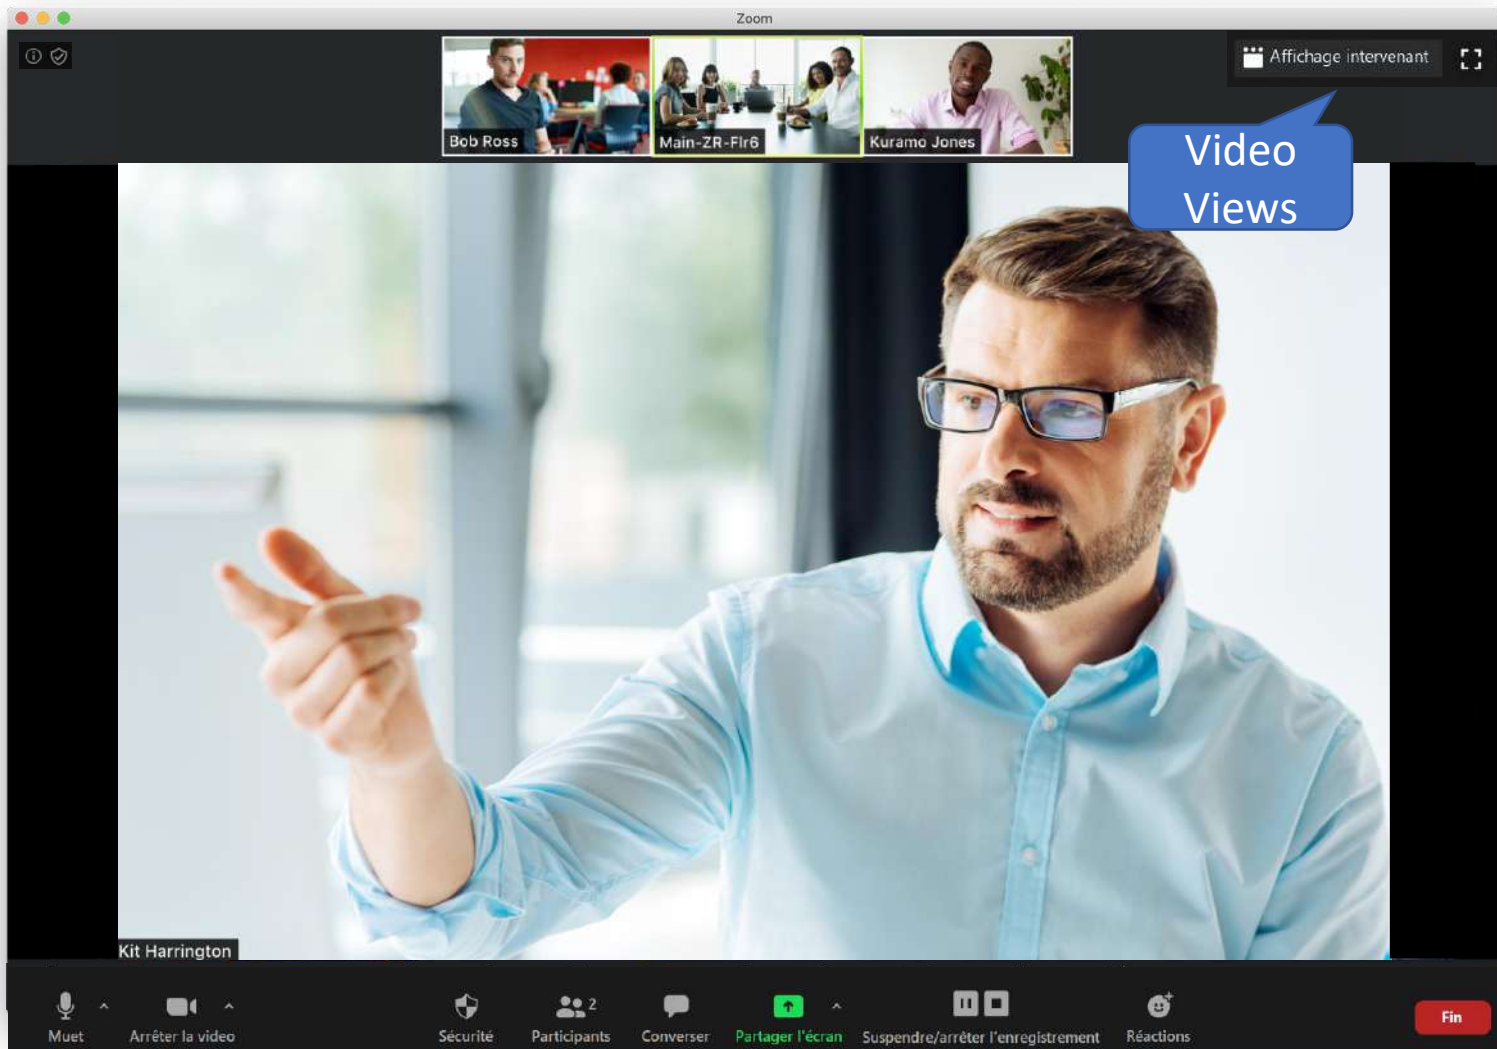 Zoom
Affichage intervenant
Bob Ross
Main-ZR-Flr6
Kuramo Jones
Video
Views
Kit Harrington
2
Muet
Arrêter la video
Sécurité
Participants
Converser
Partager l'écran
Suspendre/arrêter l'enregistrement
Réactions
Fin